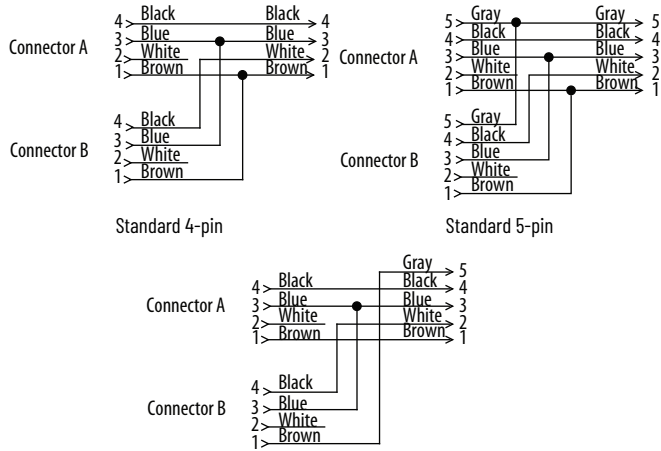 4 Black Black 4
Connector A 3 Blue Blue 3
2 White White 2
1 Brown Brown 1
4 Black
Connector B 3 Blue
2 White
1 Brown
Standard 4-pin
5 Gray Gray 5
4 Black Black 4
Connector A 3 Blue Blue 3
2 White White 2
1 Brown Brown 1
5 Gray
4 Black
Connector B 3 Blue
2 White
1 Brown
Standard 5-pin
Gray 5
4 Black Black 4
Connector A 3 Blue Blue 3
2 White White 2
1 Brown Brown 1
4 Black
Connector B 3 Blue
2 White
1 Brown